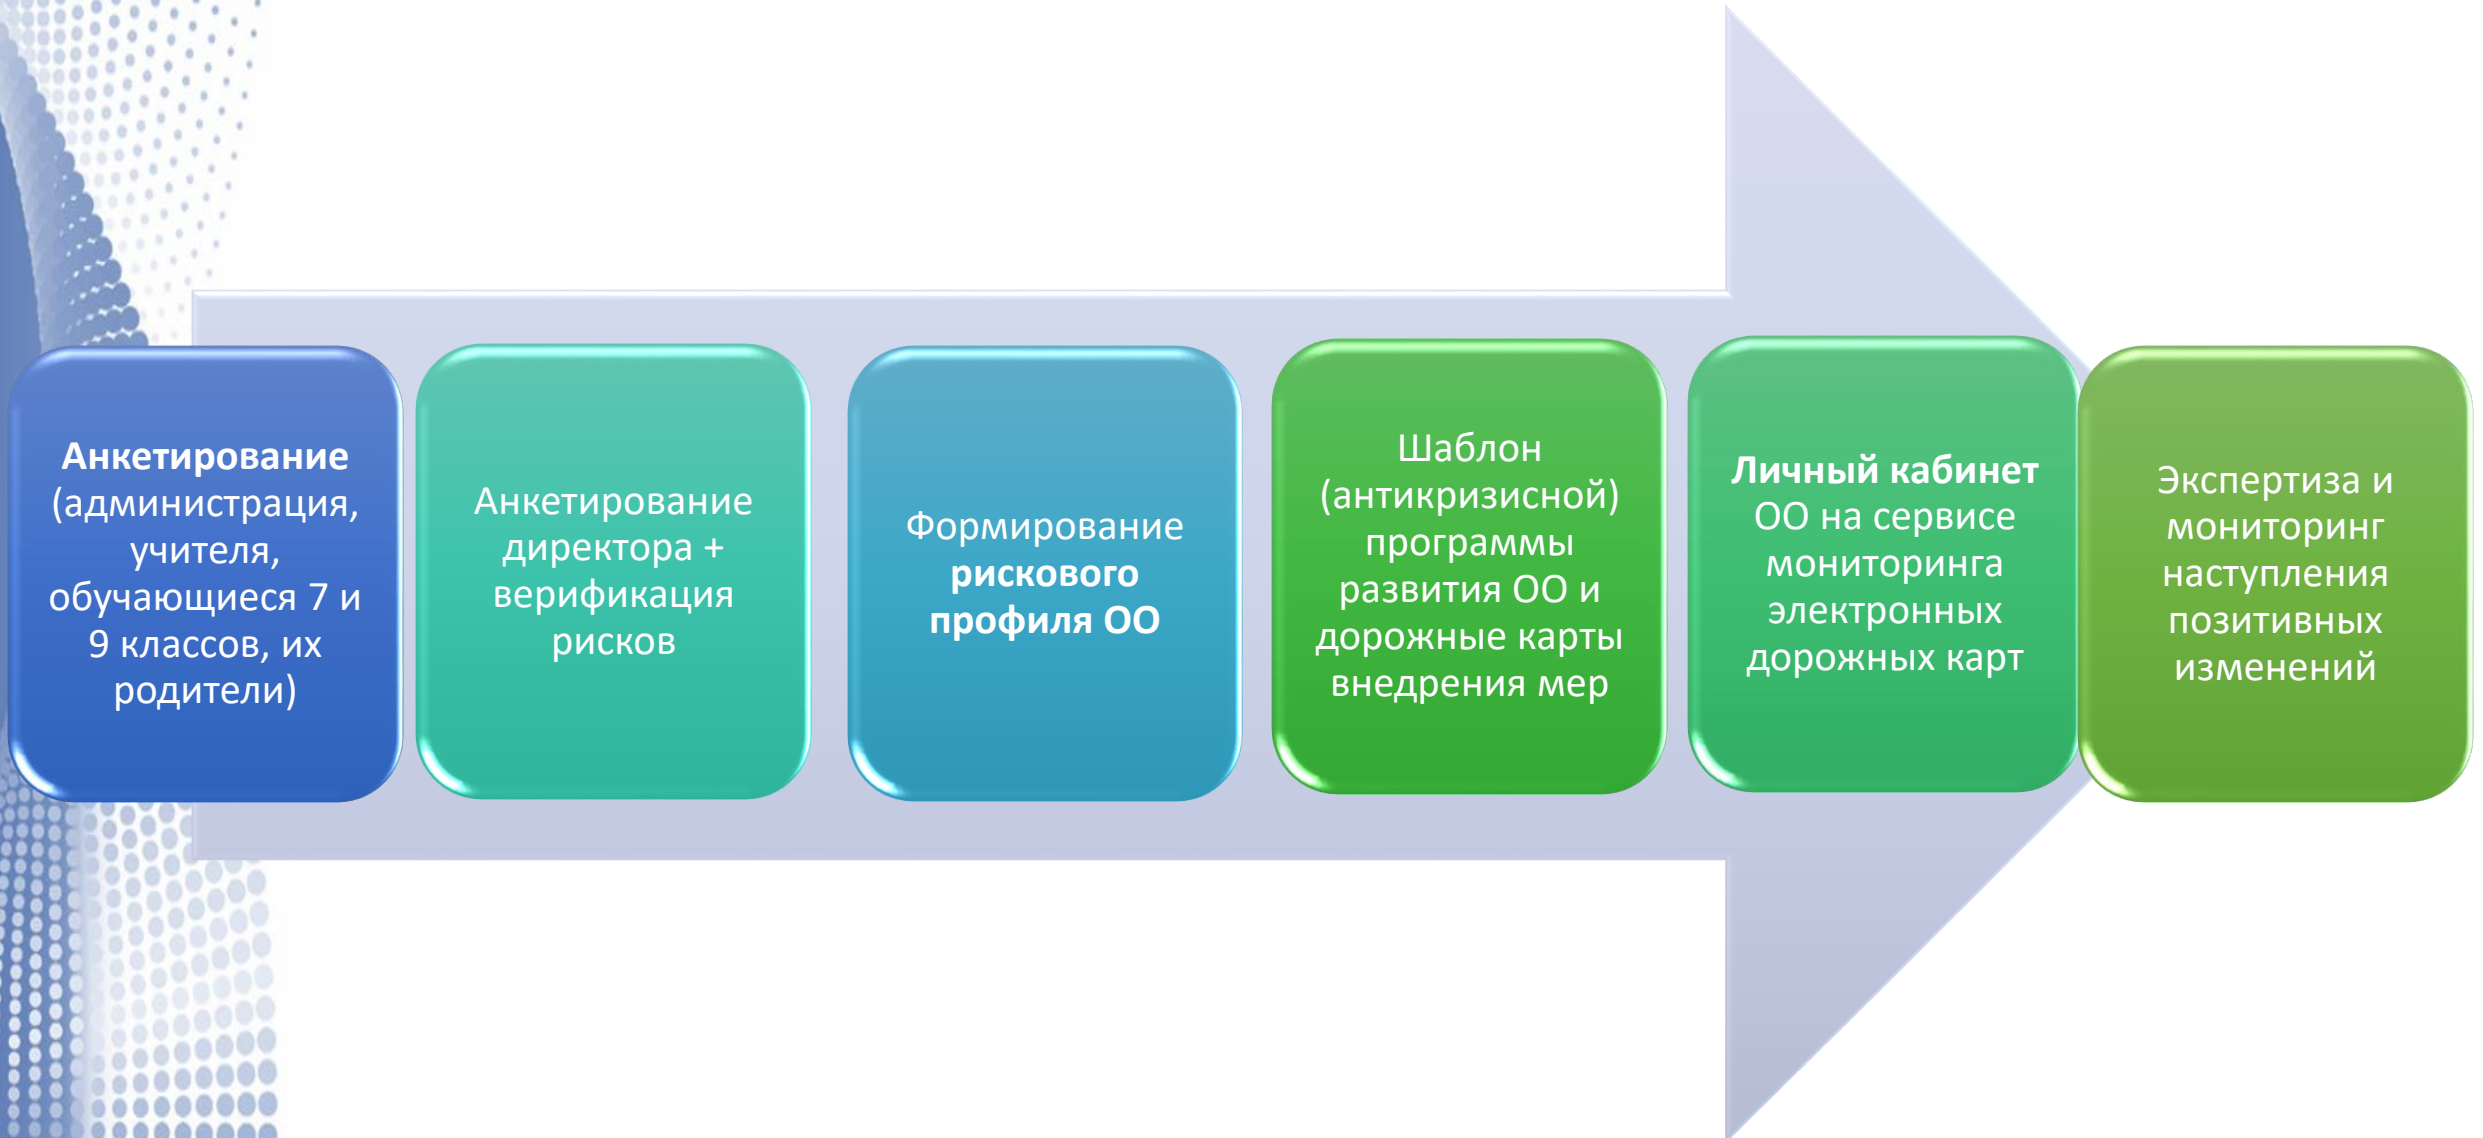 Анкетирование
(администрация,
учителя,
обучающиеся 7 и
9 классов, их
родители)
Анкетирование
директора +
верификация
рисков
Формирование
рискового
профиля ОО
Шаблон
(антикризисной)
программы
развития ОО и
дорожные карты
внедрения мер
Личный кабинет
ОО на сервисе
мониторинга
электронных
дорожных карт
Экспертиза и
мониторинг
наступления
позитивных
изменений